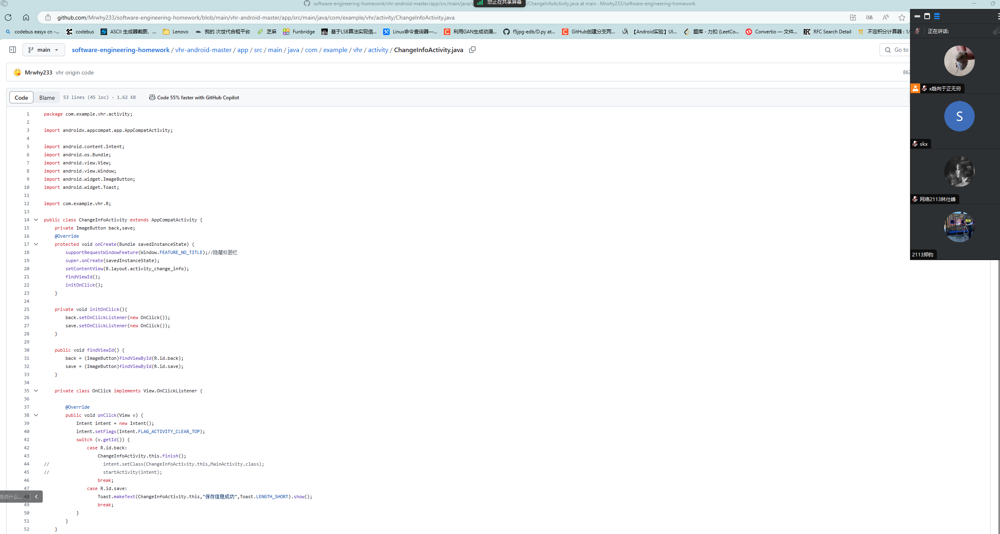 software-engineering-homework/vhr-android-master/app/src/main/java/c
您正在共享屏幕
/ChangeInfoActivity.java at main · Mrwhy233/software-engineering-homework
github.com/Mrwhy233/software-engineering-homework/blob/main/vhr-android-master/app/src/main/java/com/example/vhr/activity/ChangeInfoActivity.java
codebus easyx cn -... codebus ASCII 生成器截图，... Lenovo 我的 次世代合租平台 芝麻 Funbridge 基于LSB算法实现信... Linux命令查询器—... 利用GAN生成动漫... f5jpg-edb/D.py at... GitHub创建分支两... 【Android实验】UI... 题库 - 力扣 (LeetCo... Convertio — 文件... RFC Search Detail 不定积分计算器 : 1/
正在讲话:
main software-engineering-homework / vhr-android-master / app / src / main / java / com / example / vhr / activity / ChangeInfoActivity.java
Go to
Mrwhy233 vhr origin code
862
x趋向于正无穷
S
skx
网络2113林仕峰
2113郑钧
Code Blame 53 lines (45 loc) · 1.62 KB Code 55% faster with GitHub Copilot
1 package com.example.vhr.activity;
2
3 import androidx.appcompat.app.AppCompatActivity;
4
5 import android.content.Intent;
6 import android.os.Bundle;
7 import android.view.View;
8 import android.view.Window;
9 import android.widget.ImageButton;
10 import android.widget.Toast;
11
12 import com.example.vhr.R;
13
14 public class ChangeInfoActivity extends AppCompatActivity {
15 private ImageButton back,save;
16 @Override
17 protected void onCreate(Bundle savedInstanceState) {
18 supportRequestWindowFeature(Window.FEATURE_NO_TITLE);//隐藏标题栏
19 super.onCreate(savedInstanceState);
20 setContentView(R.layout.activity_change_info);
21 findViewId();
22 initOnClick();
23 }
24
25 private void initOnClick(){
26 back.setOnClickListener(new OnClick());
27 save.setOnClickListener(new OnClick());
28 }
29
30 public void findViewId() {
31 back = (ImageButton)findViewById(R.id.back);
32 save = (ImageButton)findViewById(R.id.save);
33 }
34
35 private class OnClick implements View.OnClickListener {
36
37 @Override
38 public void onClick(View v) {
39 Intent intent = new Intent();
40 intent.setFlags(Intent.FLAG_ACTIVITY_CLEAR_TOP);
41 switch (v.getId()) {
42 case R.id.back:
43 ChangeInfoActivity.this.finish();
44 // intent.setClass(ChangeInfoActivity.this,MainActivity.class);
45 // startActivity(intent);
46 break;
47 case R.id.save:
说点什么... 48 Toast.makeText(ChangeInfoActivity.this,"保存信息成功",Toast.LENGTH_SHORT).show();
49 break;
50 }
51 }
52 }